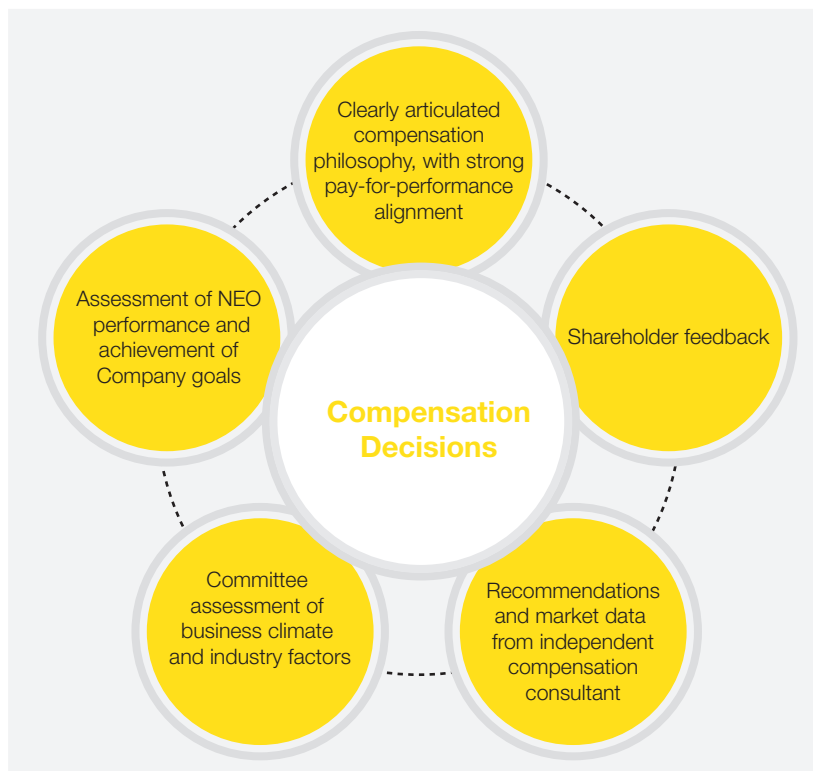 Clearly articulated
compensation
philosophy, with strong
pay-for-performance
alignment
Shareholder feedback
Recommendations
and market data
from independent
compensation
consultant
Committee
assessment of
business climate
and industry factors
Assessment of NEO
performance and
achievement of
Company goals
Compensation
Decisions